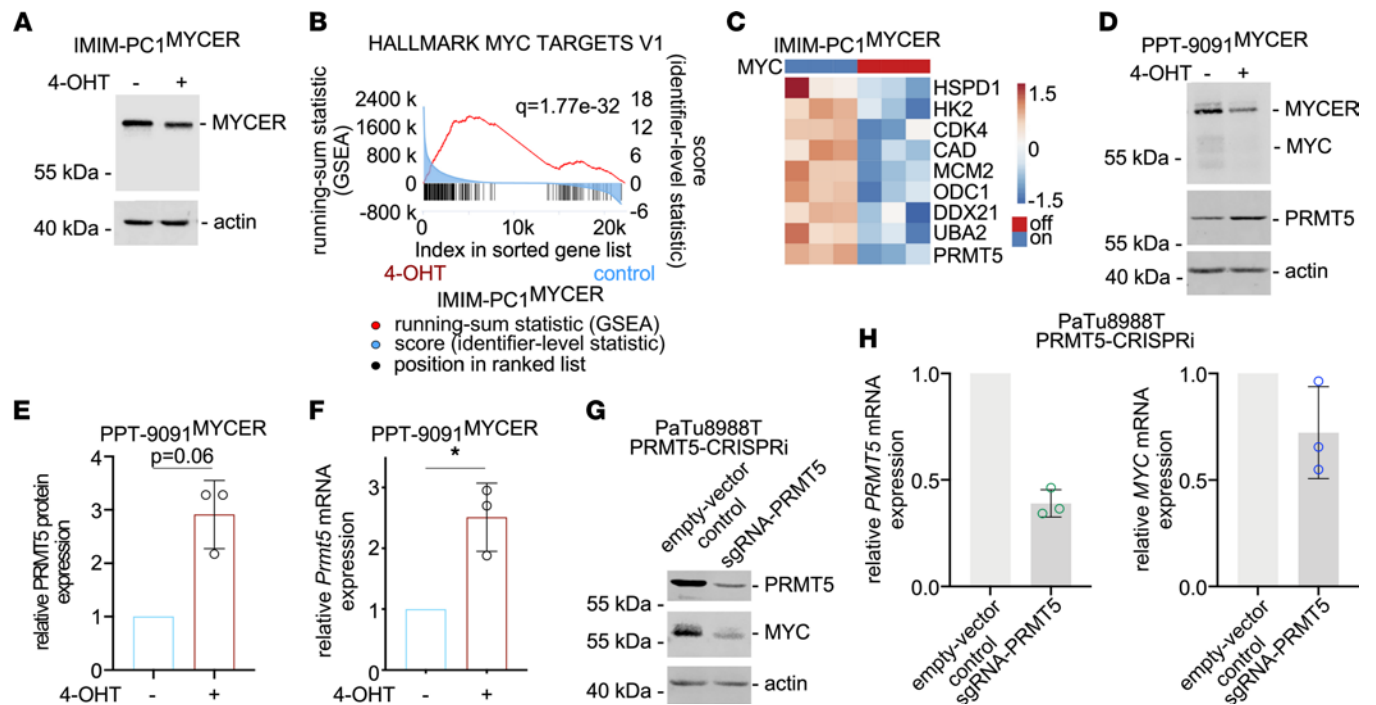 A
IMIM-PC1MYCER
4-OHT - +
- MYCER
55 kDa -
40 kDa -
- actin
B
HALLMARK MYC TARGETS V1
running-sum statistic
(GSEA)
2400 k
1600 k
800 k
0
-800 k
q=1.77e-32
18
12
6
0
-6
score
(identifier-level statistic)
0 10k 20k
Index in sorted gene list
4-OHT control
IMIM-PC1MYCER
running-sum statistic (GSEA)
score (identifier-level statistic)
position in ranked list
C
IMIM-PC1MYCER
MYC
HSPD1
HK2
CDK4
CAD
MCM2
ODC1
DDX21
UBA2
PRMT5
1.5
0
-1.5
off
on
D
PPT-9091MYCER
4-OHT - +
- MYCER
- MYC
55 kDa -
- PRMT5
55 kDa -
40 kDa -
- actin
E
PPT-9091MYCER
p=0.06
relative PRMT5 protein
expression
4
3
2
1
0
4-OHT - +
F
PPT-9091MYCER
*
relative Prmt5 mRNA
expression
3
2
1
0
4-OHT - +
G
PaTu8988T
PRMT5-CRISPRi
empty-vector
control
sgRNA-PRMT5
- PRMT5
55 kDa -
- MYC
55 kDa -
- actin
40 kDa -
H
PaTu8988T
PRMT5-CRISPRi
relative PRMT5 mRNA
expression
1.0
0.5
0.0
empty-vector
control
sgRNA-PRMT5
relative MYC mRNA
expression
1.0
0.5
0.0
empty-vector
control
sgRNA-PRMT5